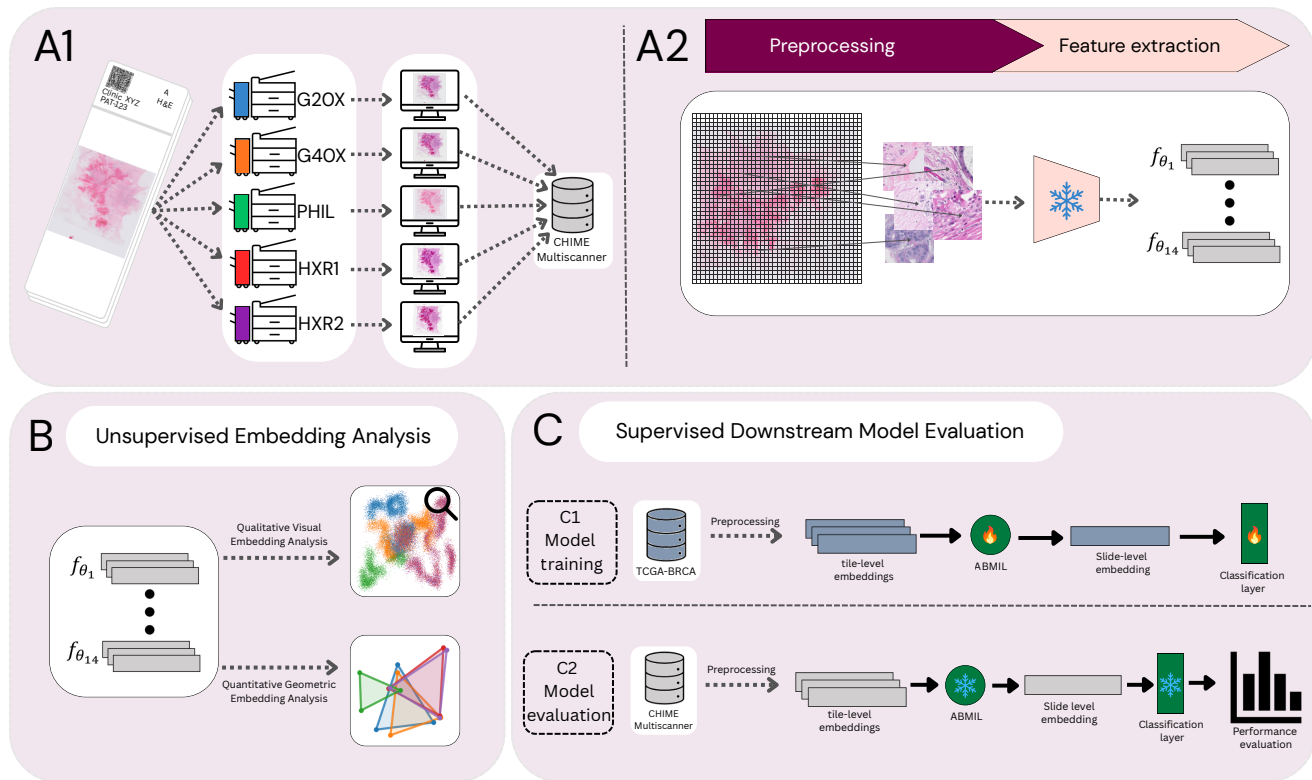 A1
Clinic XYZ
PAT-123
A
H&E
G20X
G40X
PHIL
HXR1
HXR2
CHIME
Multiscanner
A2
Preprocessing
Feature extraction
fθ1
fθ14
B
Unsupervised Embedding Analysis
fθ1
fθ14
Qualitative Visual
Embedding Analysis
Quantitative Geometric
Embedding Analysis
C
Supervised Downstream Model Evaluation
C1
Model
training
TCGA-BRCA
Preprocessing
tile-level
embeddings
ABMIL
Slide-level
embedding
Classification
layer
C2
Model
evaluation
CHIME
Multiscanner
Preprocessing
tile-level
embeddings
ABMIL
Slide level
embedding
Classification
layer
Performance
evaluation